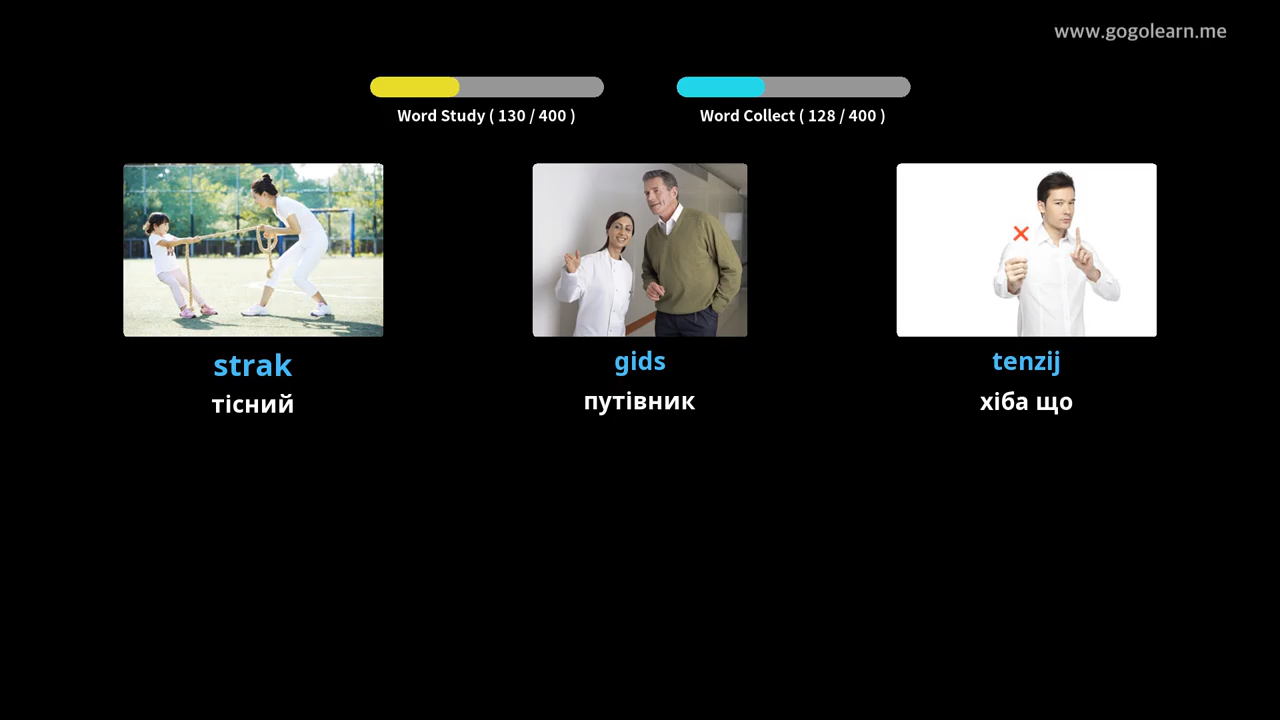 www.gogolearn.me
Word Study ( 130 / 400 )
Word Collect ( 128 / 400 )
strak
gids
tenzij
тісний
путівник
хіба що